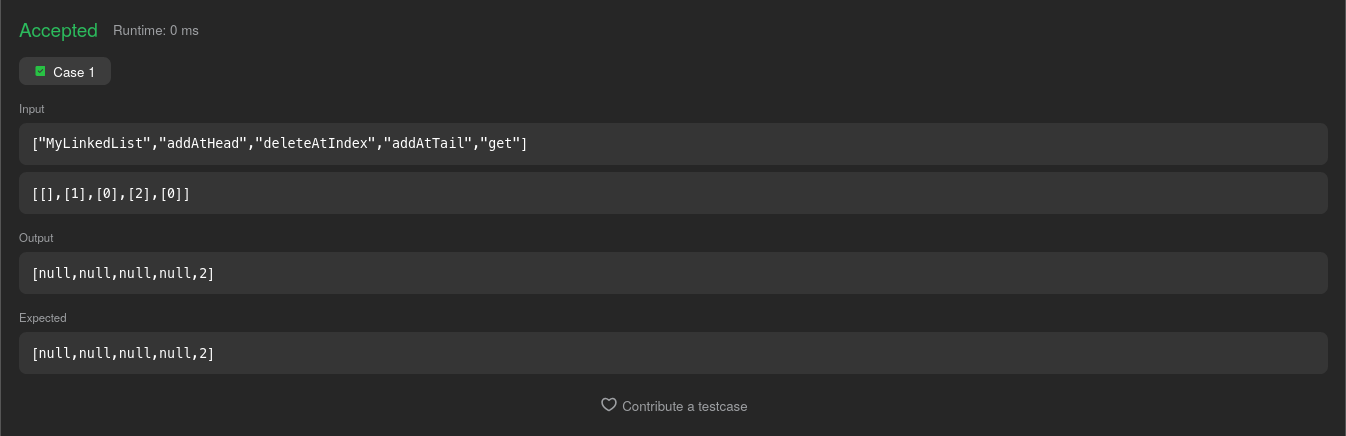 Accepted Runtime: 0 ms
Case 1
Input
["MyLinkedList","addAtHead","deleteAtIndex","addAtTail","get"]
[[],[1],[0],[2],[0]]
Output
[null,null,null,null,2]
Expected
[null,null,null,null,2]
Contribute a testcase